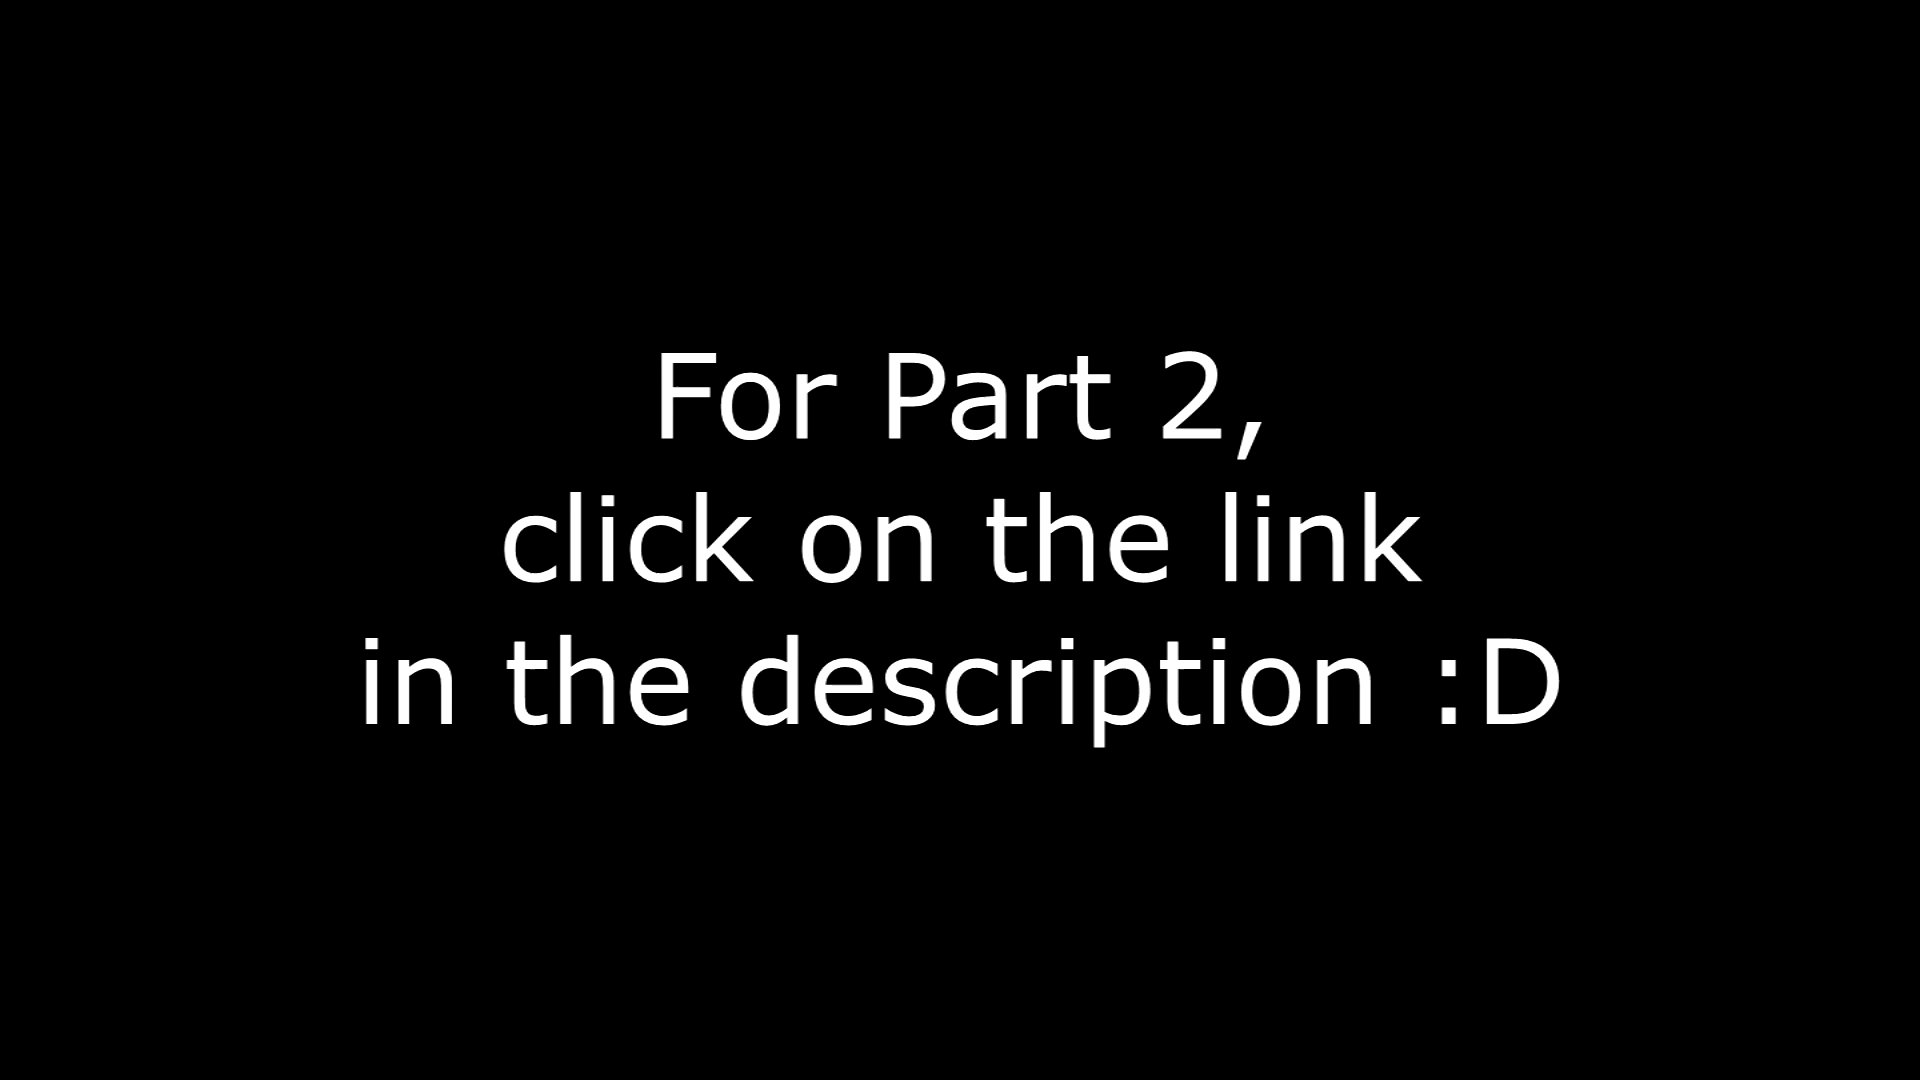 For Part 2,
click on the link
in the description :D